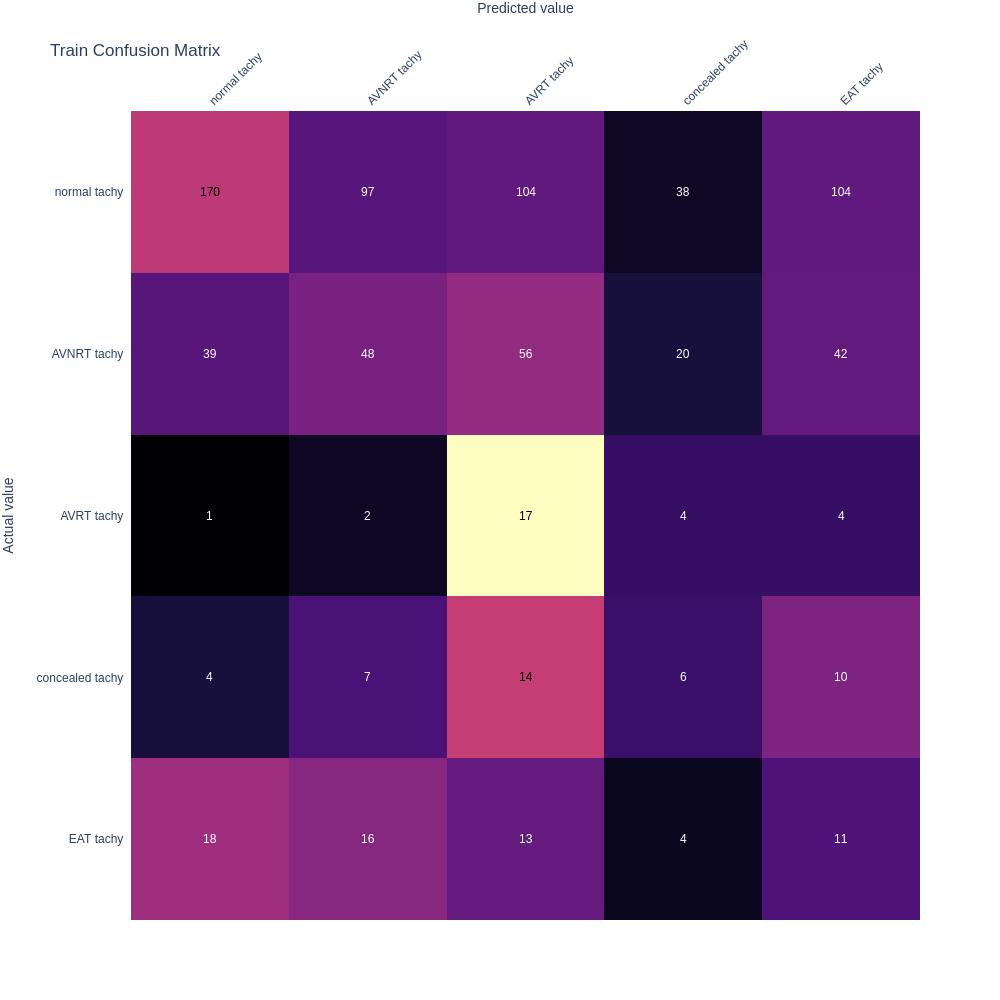 Predicted value
Train Confusion Matrix
normal tachy
AVNRT tachy
AVRT tachy
concealed tachy
EAT tachy
Actual value
normal tachy 170 97 104 38 104
AVNRT tachy 39 48 56 20 42
AVRT tachy 1 2 17 4 4
concealed tachy 4 7 14 6 10
EAT tachy 18 16 13 4 11